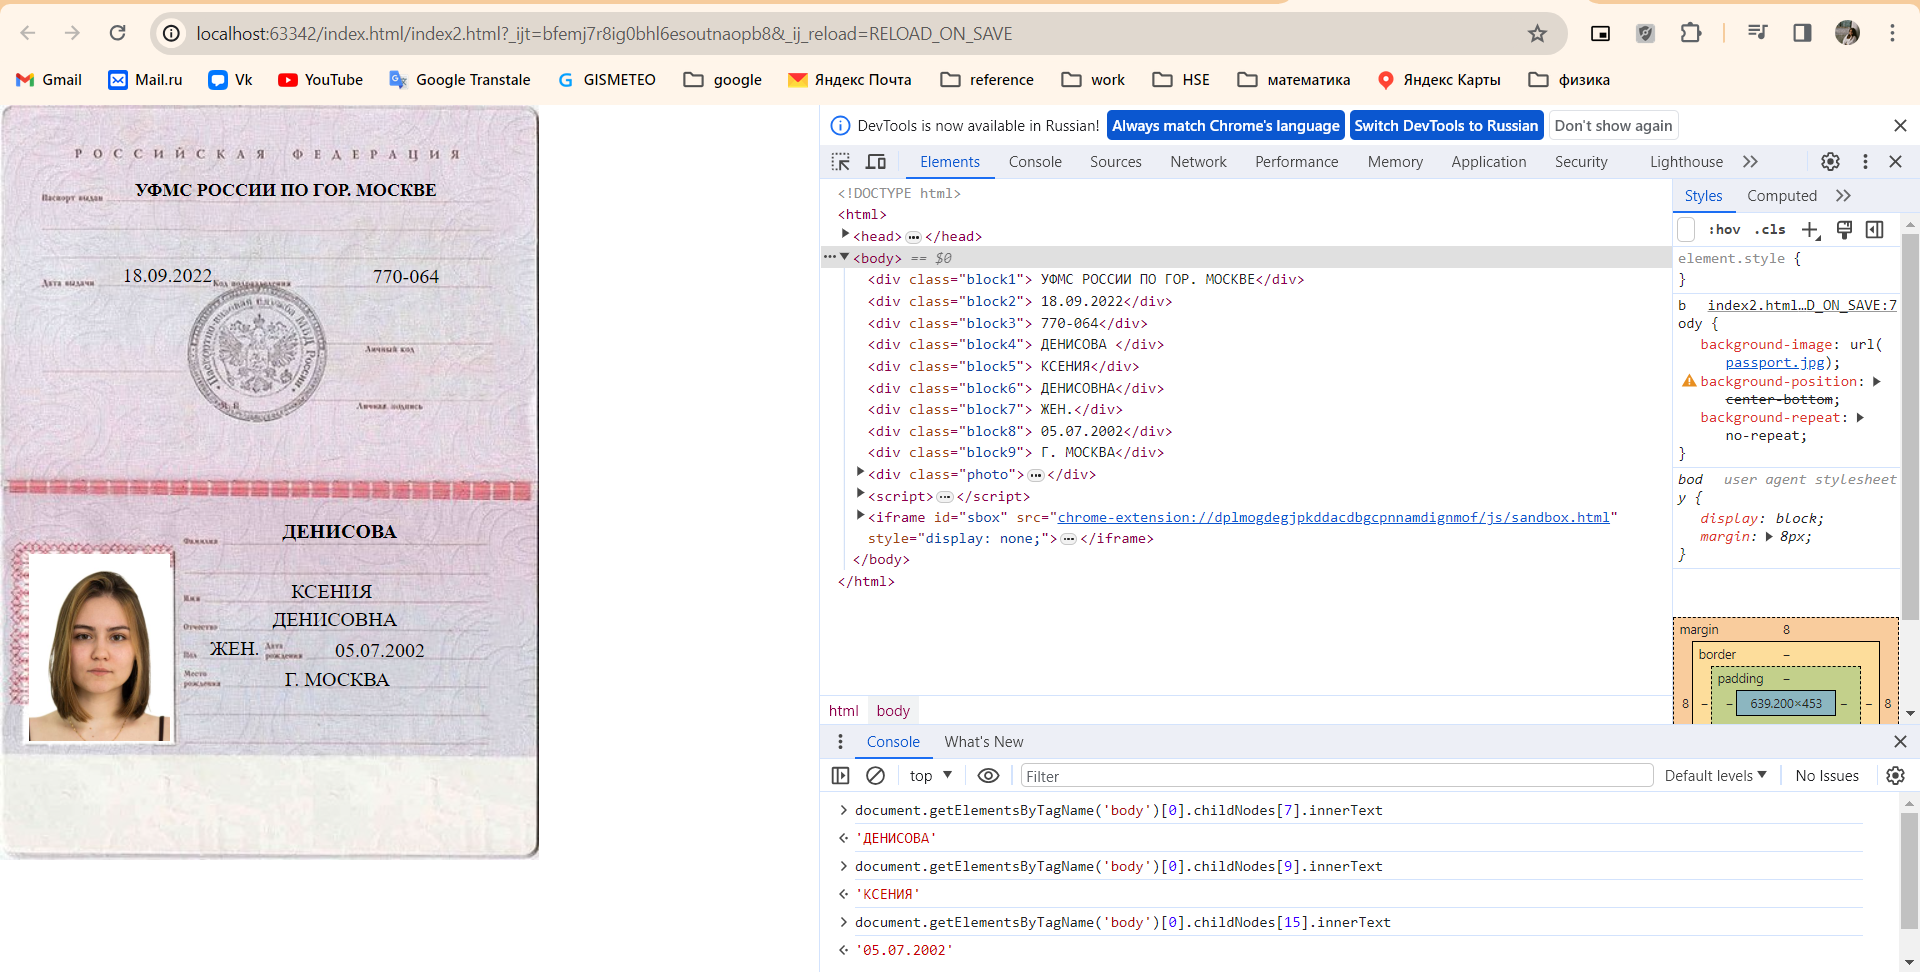 localhost:63342/index.html/index2.html?_ijt=bfemj7r8ig0bhl6esoutnaopb8&_ij_reload=RELOAD_ON_SAVE
Gmail Mail.ru Vk YouTube Google Transtale GISMETEO google Яндекс Почта reference work HSE математика Яндекс Карты физика
РОССИЙСКАЯ ФЕДЕРАЦИЯ
Паспорт выдан УФМС РОССИИ ПО ГОР. МОСКВЕ
Дата выдачи 18.09.2022 Код подразделения 770-064
Личный код
Личная подпись
Фамилия ДЕНИСОВА
Имя КСЕНИЯ
Отчество ДЕНИСОВНА
Пол ЖЕН. Дата рождения 05.07.2002
Место рождения Г. МОСКВА
DevTools is now available in Russian! Always match Chrome's language Switch DevTools to Russian Don't show again
Elements Console Sources Network Performance Memory Application Security Lighthouse
<!DOCTYPE html>
<html>
<head> </head>
<body> == $0
<div class="block1"> УФМС РОССИИ ПО ГОР. МОСКВЕ</div>
<div class="block2"> 18.09.2022</div>
<div class="block3"> 770-064</div>
<div class="block4"> ДЕНИСОВА </div>
<div class="block5"> КСЕНИЯ</div>
<div class="block6"> ДЕНИСОВНА</div>
<div class="block7"> ЖЕН.</div>
<div class="block8"> 05.07.2002</div>
<div class="block9"> Г. МОСКВА</div>
<div class="photo"> </div>
<script> </script>
<iframe id="sbox" src="chrome-extension://dplmogdegjpkddacdbgcpnnamdignmof/js/sandbox.html"
style="display: none;"> </iframe>
</body>
</html>
html body
Styles Computed
:hov .cls
element.style {
}
b index2.html…D_ON_SAVE:7
ody {
background-image: url(
passport.jpg);
background-position:
center-bottom;
background-repeat:
no-repeat;
}
bod user agent stylesheet
y {
display: block;
margin: 8px;
}
margin 8
border –
padding –
8 – – 639.200×453 – – 8
Console What's New
top Filter Default levels No Issues
document.getElementsByTagName('body')[0].childNodes[7].innerText
'ДЕНИСОВА'
document.getElementsByTagName('body')[0].childNodes[9].innerText
'КСЕНИЯ'
document.getElementsByTagName('body')[0].childNodes[15].innerText
'05.07.2002'